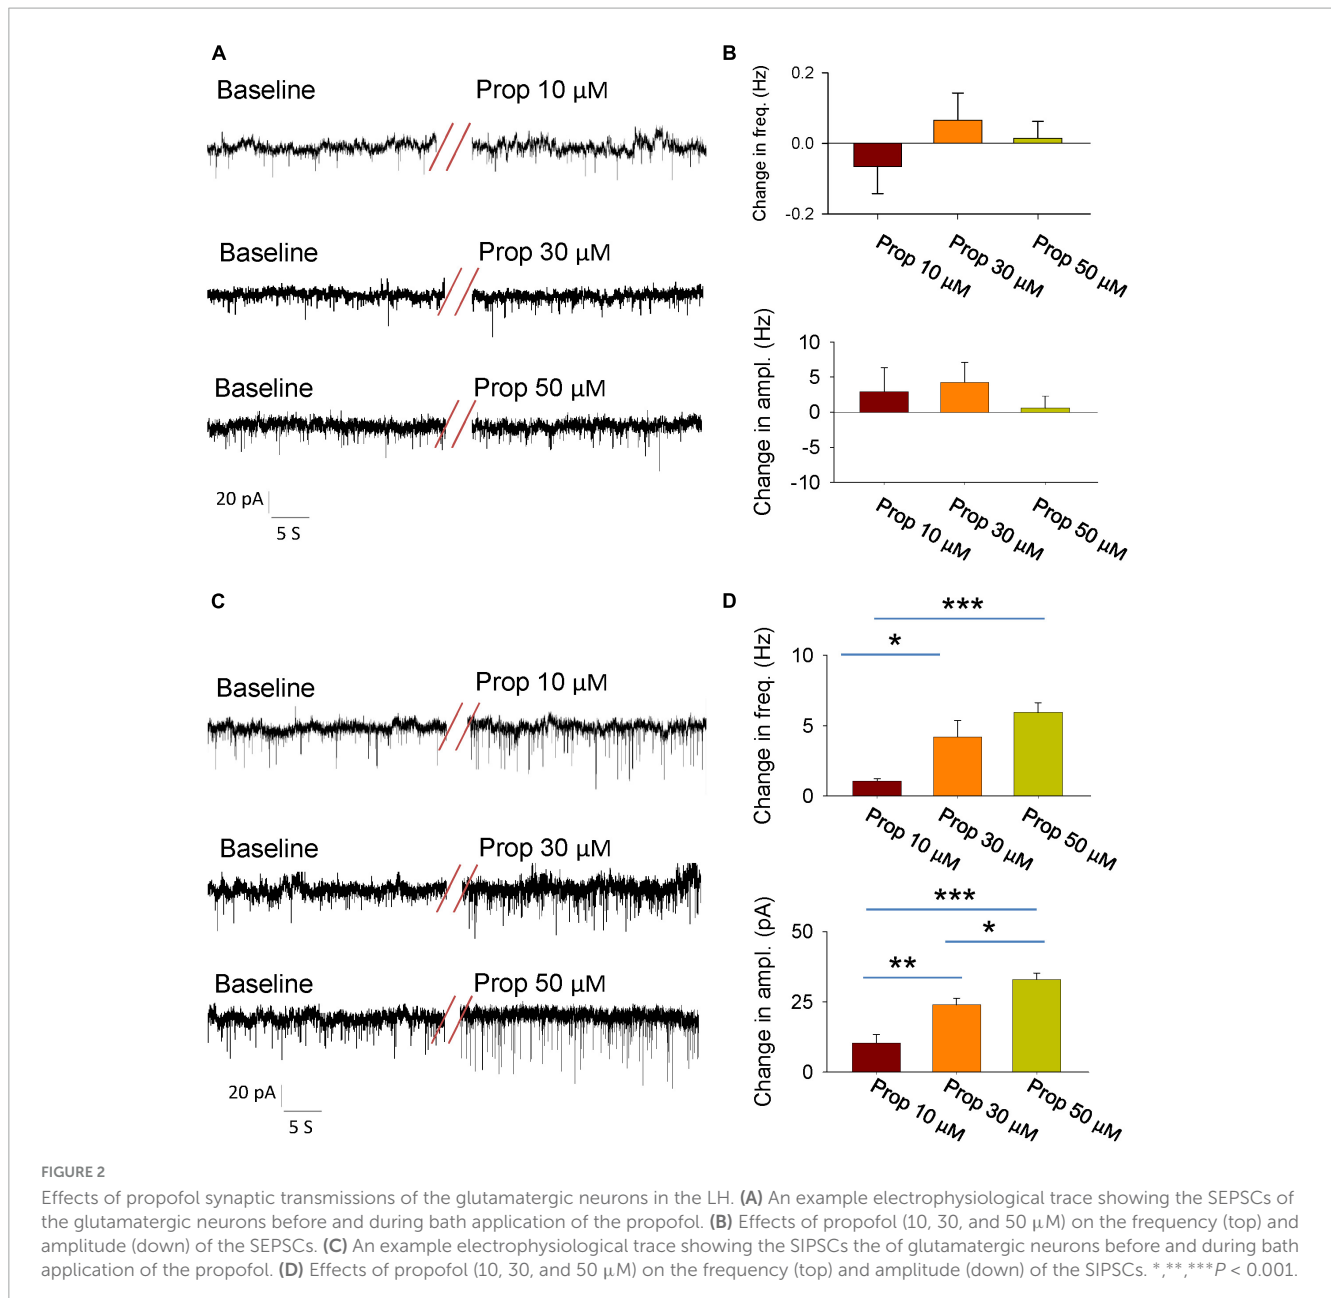 A
Baseline
Prop 10 μM
Baseline
Prop 30 μM
Baseline
Prop 50 μM
20 pA
5 S
B
Change in freq. (Hz)
0.2
0.0
-0.2
Prop 10 μM
Prop 30 μM
Prop 50 μM
Change in ampl. (Hz)
10
5
0
-5
-10
Prop 10 μM
Prop 30 μM
Prop 50 μM
C
Baseline
Prop 10 μM
Baseline
Prop 30 μM
Baseline
Prop 50 μM
20 pA
5 S
D
***
*
Change in freq. (Hz)
10
5
0
Prop 10 μM
Prop 30 μM
Prop 50 μM
***
*
**
Change in ampl. (pA)
50
25
0
Prop 10 μM
Prop 30 μM
Prop 50 μM
FIGURE 2
Effects of propofol synaptic transmissions of the glutamatergic neurons in the LH. (A) An example electrophysiological trace showing the SEPSCs of
the glutamatergic neurons before and during bath application of the propofol. (B) Effects of propofol (10, 30, and 50 μM) on the frequency (top) and
amplitude (down) of the SEPSCs. (C) An example electrophysiological trace showing the SIPSCs the of glutamatergic neurons before and during bath
application of the propofol. (D) Effects of propofol (10, 30, and 50 μM) on the frequency (top) and amplitude (down) of the SIPSCs. *,**,***P < 0.001.